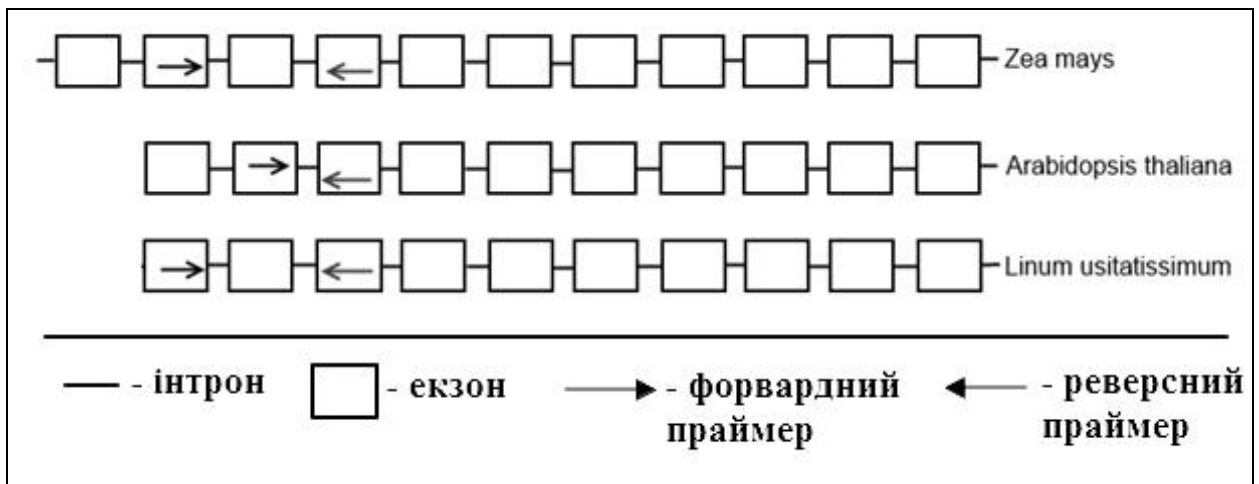 Zea mays
Arabidopsis thaliana
Linum usitatissimum
- інтрон
- екзон
- форвардний
праймер
- реверсний
праймер